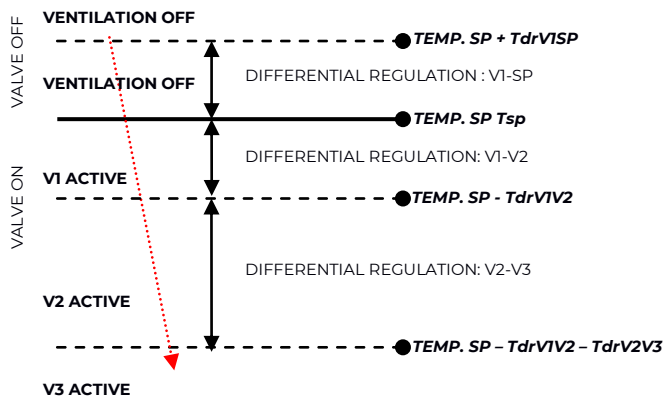 VALVE OFF
VENTILATION OFF
TEMP. SP + TdrV1SP
DIFFERENTIAL REGULATION : V1-SP
VENTILATION OFF
TEMP. SP Tsp
DIFFERENTIAL REGULATION: V1-V2
V1 ACTIVE
VALVE ON
TEMP. SP - TdrV1V2
DIFFERENTIAL REGULATION: V2-V3
V2 ACTIVE
TEMP. SP – TdrV1V2 – TdrV2V3
V3 ACTIVE